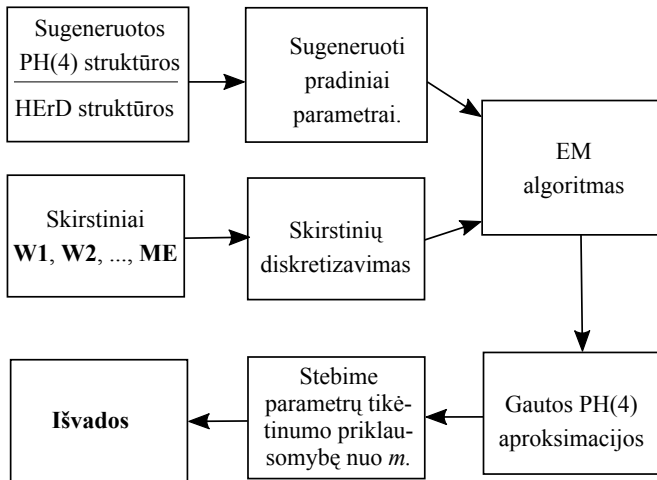 Sugeneruotos
PH(4) struktūros
HErD struktūros
Sugeneruoti
pradiniai
parametrai.
EM
algoritmas
Skirstiniai
W1, W2, ..., ME
Skirstinių
diskretizavimas
Išvados
Stebime
parametrų tikė-
tinumo priklau-
somybę nuo m.
Gautos PH(4)
aproksimacijos